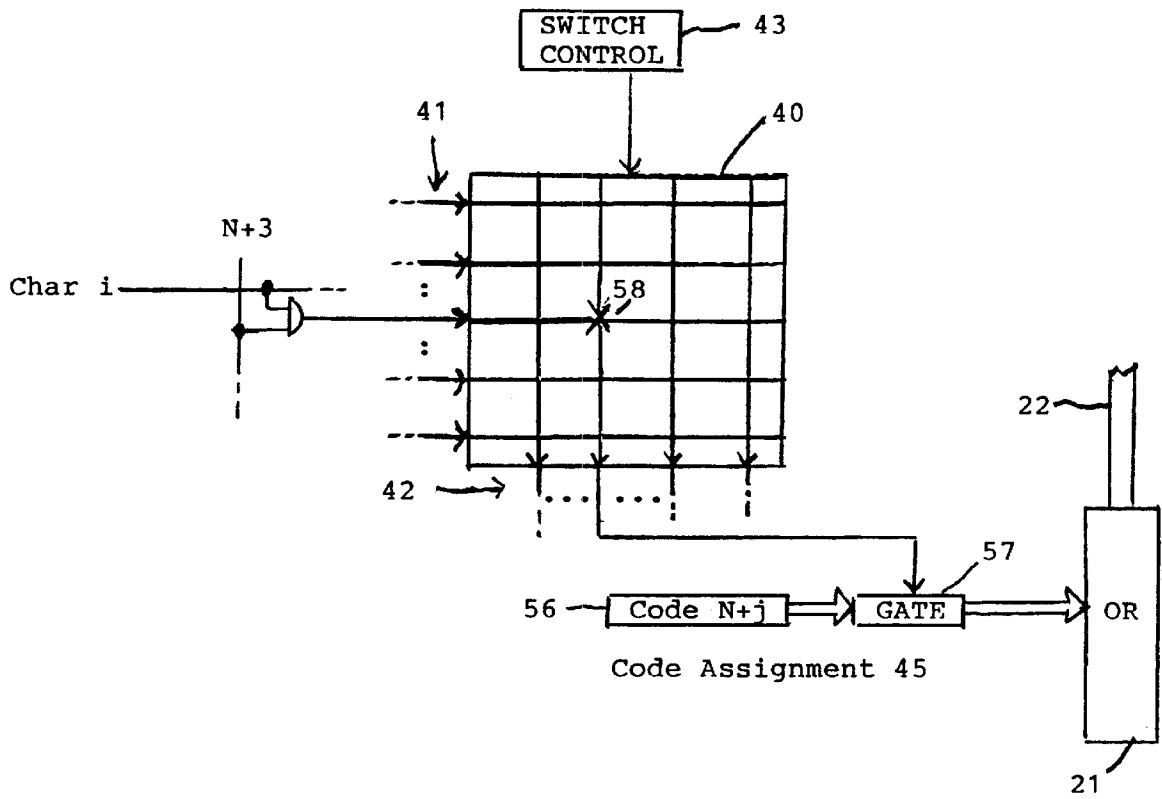 SWITCH
CONTROL
43
41
40
N+3
Char i
58
:
:
22
42
57
56
Code N+j
GATE
OR
Code Assignment 45
21